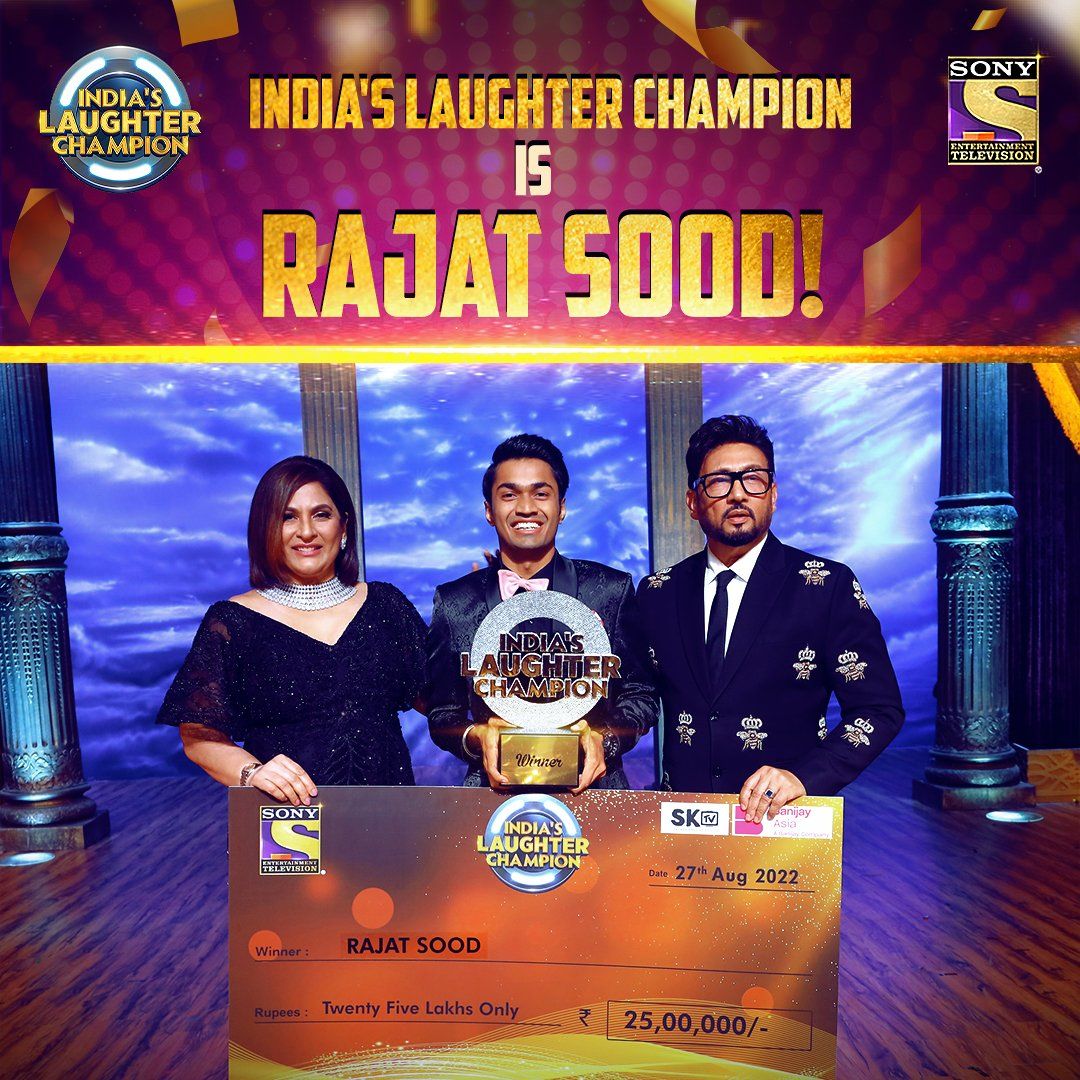 INDIA'S
LAUGHTER
CHAMPION
INDIA'S LAUGHTER CHAMPION
IS
RAJAT SOOD!
SONY
S
ENTERTAINMENT
TELEVISION
INDIA'S
LAUGHTER
CHAMPION
Winner
SONY
S
ENTERTAINMENT
TELEVISION
INDIA'S
LAUGHTER
CHAMPION
SK TV
Banijay
Asia
A Banijay Company
Date 27th Aug 2022
Winner : RAJAT SOOD
Rupees : Twenty Five Lakhs Only ₹ 25,00,000/-